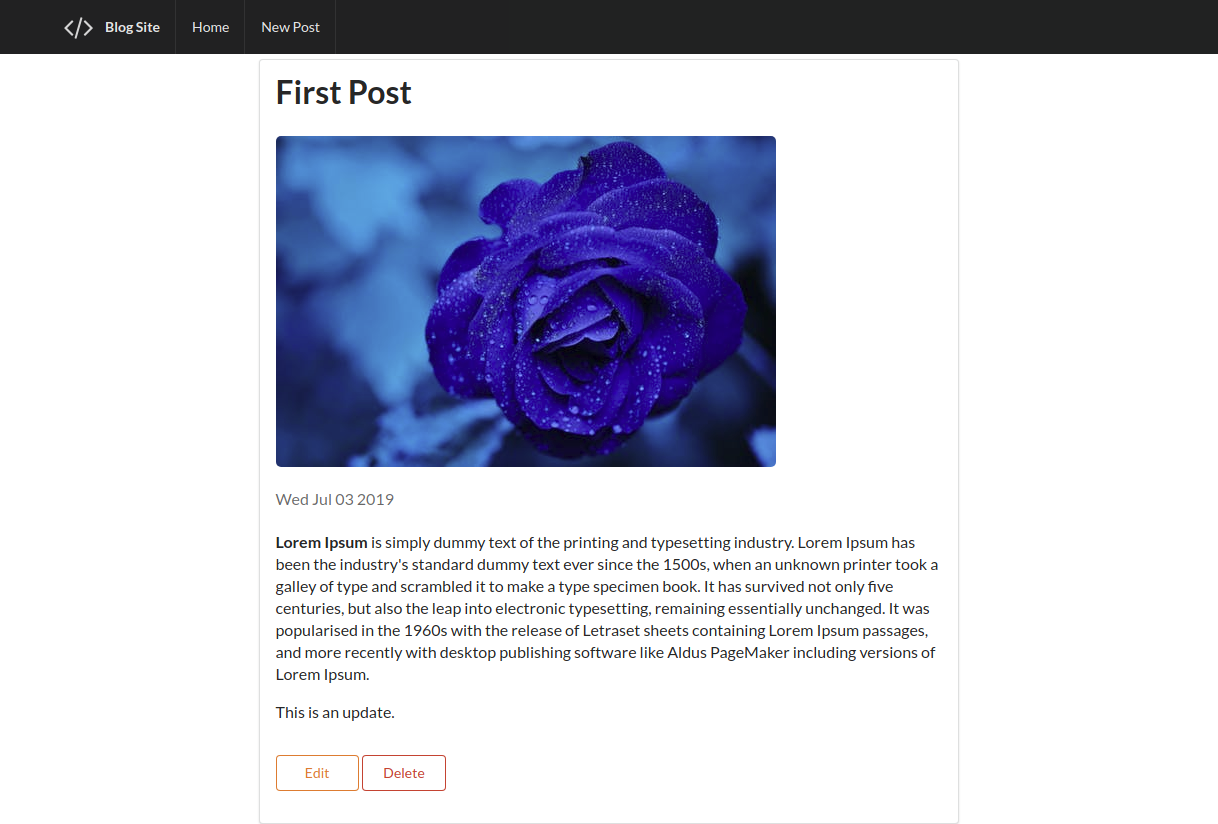 Blog Site Home New Post
First Post
Wed Jul 03 2019
Lorem Ipsum is simply dummy text of the printing and typesetting industry. Lorem Ipsum has
been the industry's standard dummy text ever since the 1500s, when an unknown printer took a
galley of type and scrambled it to make a type specimen book. It has survived not only five
centuries, but also the leap into electronic typesetting, remaining essentially unchanged. It was
popularised in the 1960s with the release of Letraset sheets containing Lorem Ipsum passages,
and more recently with desktop publishing software like Aldus PageMaker including versions of
Lorem Ipsum.
This is an update.
Edit Delete